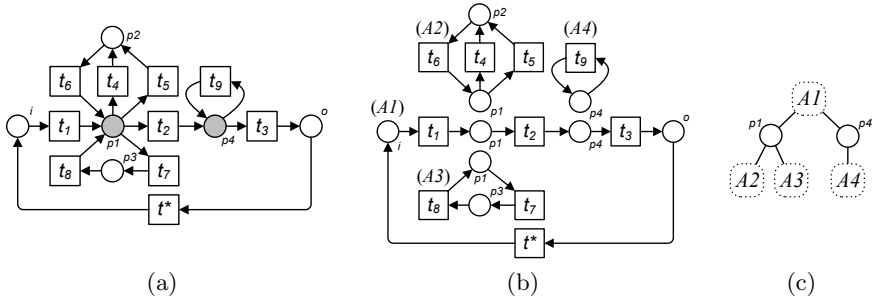 p2
t6 t4 t5 t9
i t1 p1 t2 p4 t3 o
t8 p3 t7
t*
(a)
(A2) p2 (A4)
t6 t4 t5 t9
p1 p4
(A1) i t1 p1 t2 p4 t3 o
(A3) p1
t8 p3 t7
t*
(b)
A1
p1 p4
A2 A3 A4
(c)